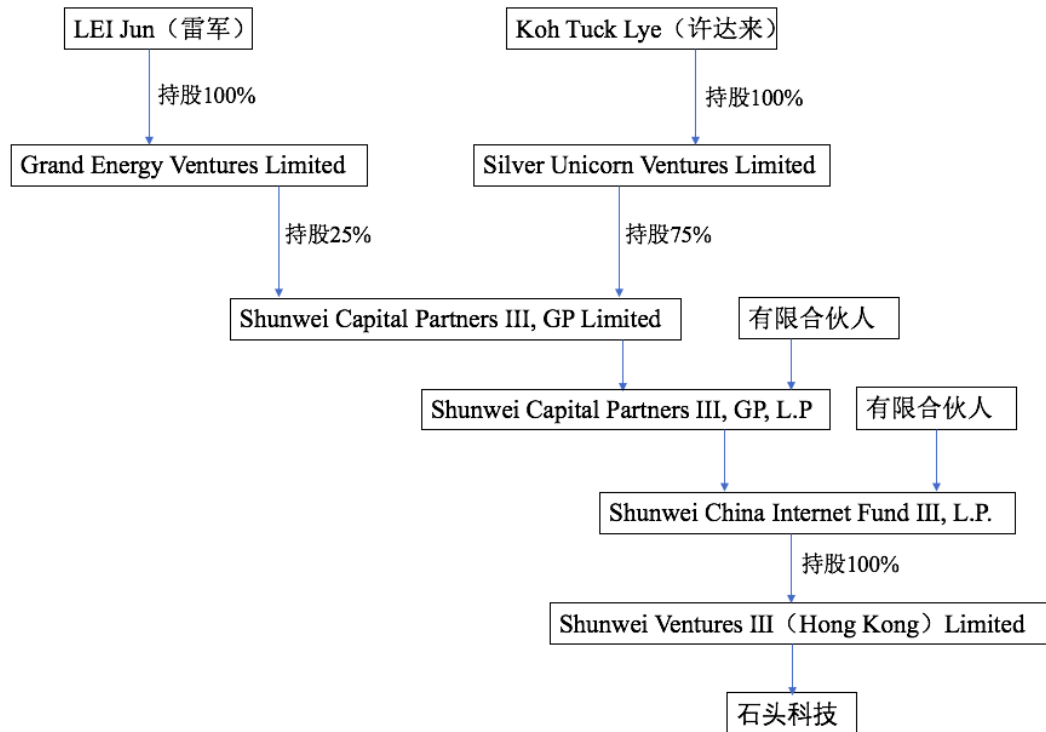 LEI Jun（雷军）
Koh Tuck Lye（许达来）
持股100%
持股100%
Grand Energy Ventures Limited
Silver Unicorn Ventures Limited
持股25%
持股75%
Shunwei Capital Partners III, GP Limited
有限合伙人
Shunwei Capital Partners III, GP, L.P
有限合伙人
Shunwei China Internet Fund III, L.P.
持股100%
Shunwei Ventures III（Hong Kong）Limited
石头科技